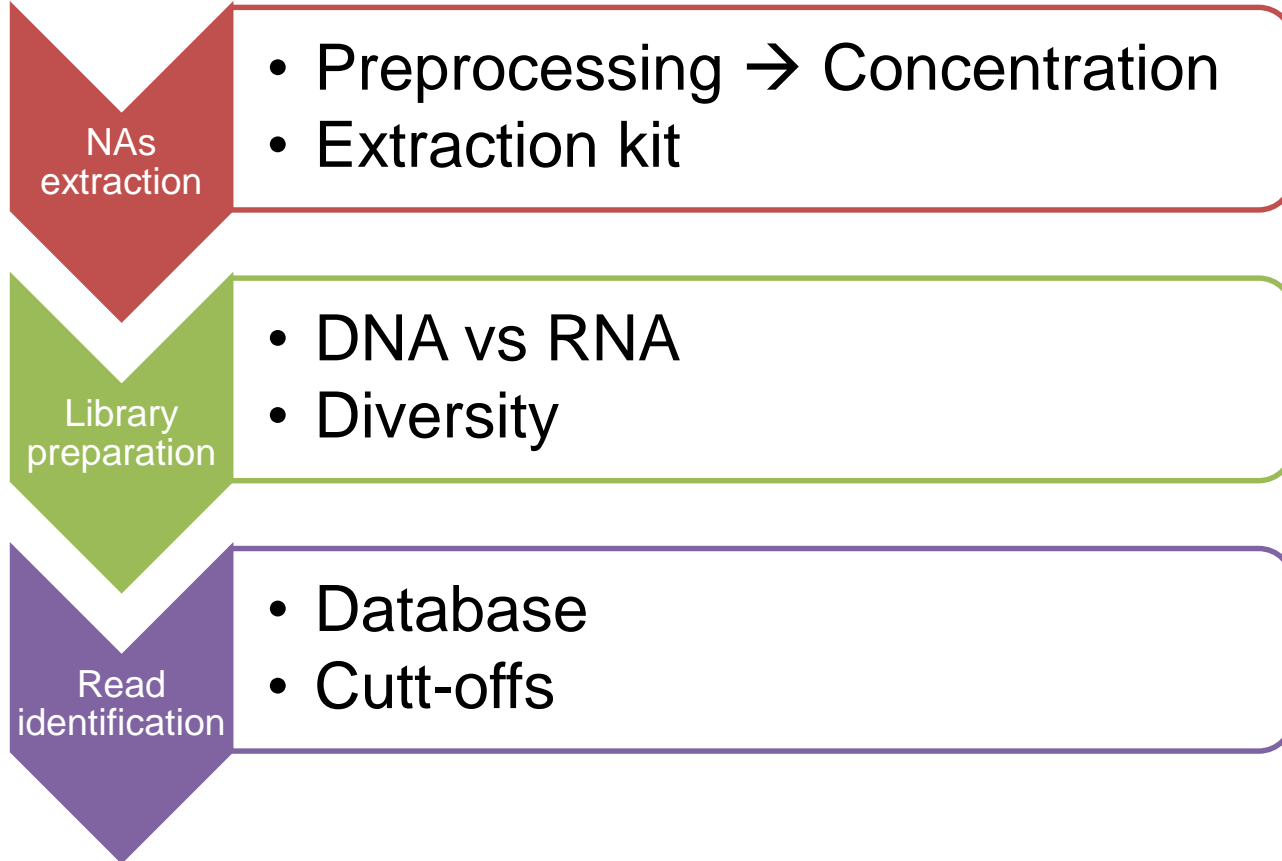 NAs
extraction
• Preprocessing → Concentration
• Extraction kit
Library
preparation
• DNA vs RNA
• Diversity
Read
identification
• Database
• Cutt-offs